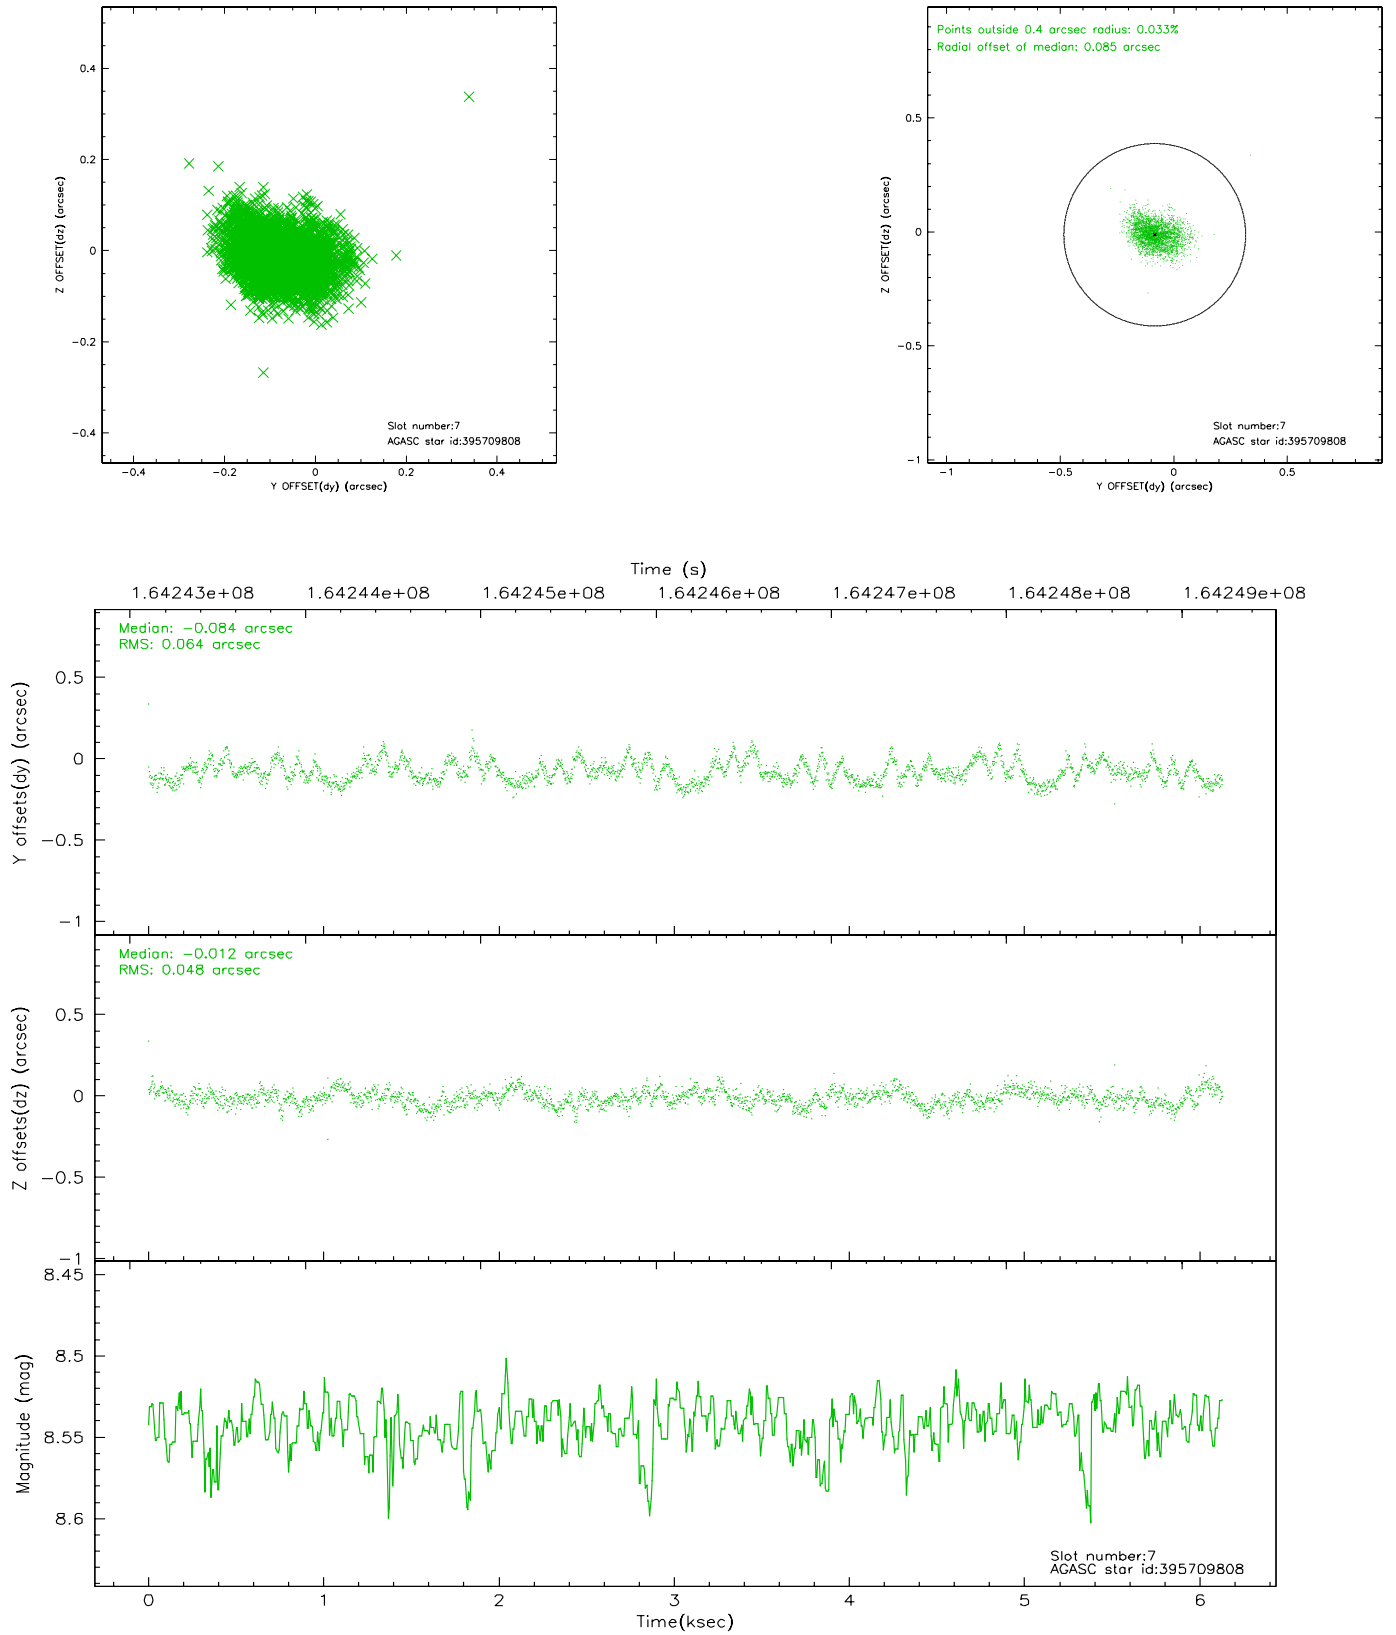 0.4
0.2
0
−0.2
−0.4
Z OFFSET(dz) (arcsec)
−0.4 −0.2 0 0.2 0.4
Y OFFSET(dy) (arcsec)
Slot number:7
AGASC star id:395709808
Points outside 0.4 arcsec radius: 0.033%
Radial offset of median: 0.085 arcsec
0.5
0
−0.5
−1
Z OFFSET(dz) (arcsec)
−1 −0.5 0 0.5
Y OFFSET(dy) (arcsec)
Slot number:7
AGASC star id:395709808
Time (s)
1.64243e+08 1.64244e+08 1.64245e+08 1.64246e+08 1.64247e+08 1.64248e+08 1.64249e+08
Median: −0.084 arcsec
RMS: 0.064 arcsec
0.5
0
−0.5
−1
Y offsets(dy) (arcsec)
Median: −0.012 arcsec
RMS: 0.048 arcsec
0.5
0
−0.5
−1
Z offsets(dz) (arcsec)
8.45
8.5
8.55
8.6
Magnitude (mag)
Slot number:7
AGASC star id:395709808
0 1 2 3 4 5 6
Time(ksec)